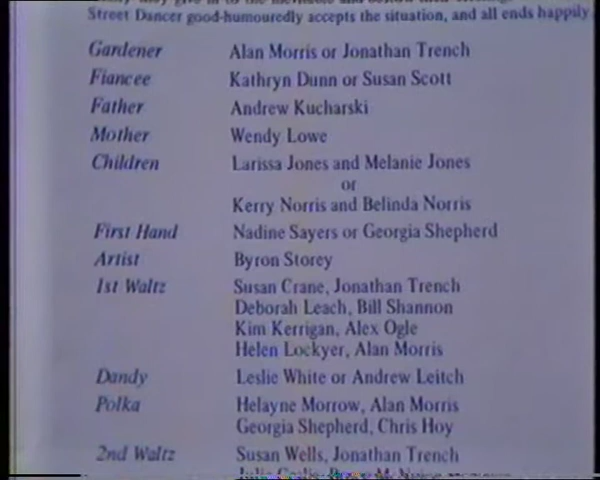 Street Dancer good-humouredly accepts the situation, and all ends happily.
Gardener Alan Morris or Jonathan Trench
Fiancee Kathryn Dunn or Susan Scott
Father Andrew Kucharski
Mother Wendy Lowe
Children Larissa Jones and Melanie Jones
or
Kerry Norris and Belinda Norris
First Hand Nadine Sayers or Georgia Shepherd
Artist Byron Storey
1st Waltz Susan Crane, Jonathan Trench
Deborah Leach, Bill Shannon
Kim Kerrigan, Alex Ogle
Helen Lockyer, Alan Morris
Dandy Leslie White or Andrew Leitch
Polka Helayne Morrow, Alan Morris
Georgia Shepherd, Chris Hoy
2nd Waltz Susan Wells, Jonathan Trench